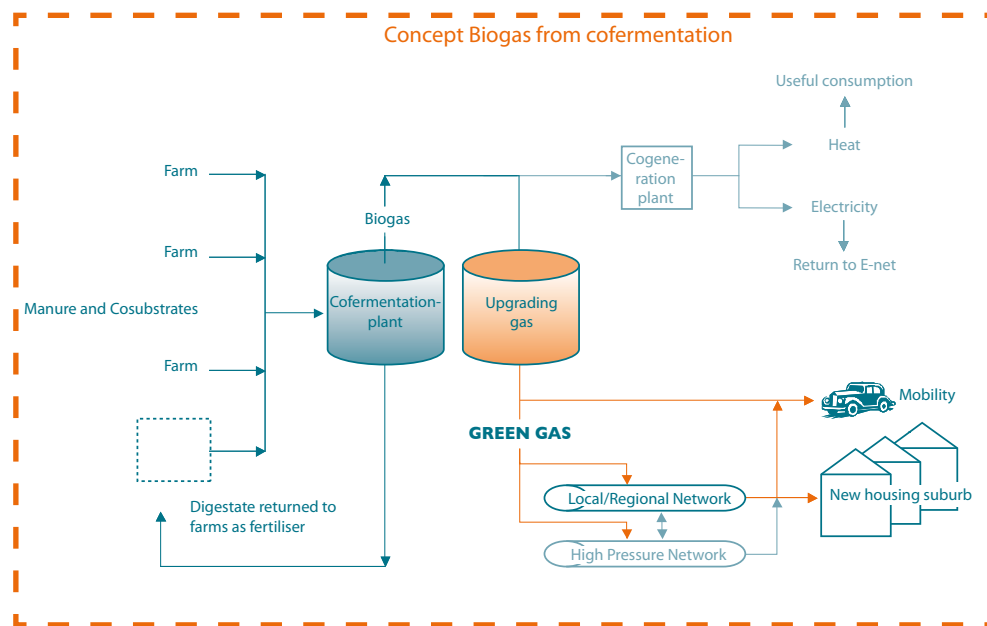 Concept Biogas from cofermentation
Useful consumption
Heat
Cogene-
ration
plant
Electricity
Return to E-net
Farm
Biogas
Farm
Manure and Cosubstrates
Cofermentation-
plant
Upgrading
gas
Farm
Mobility
GREEN GAS
Digestate returned to
farms as fertiliser
Local/Regional Network
New housing suburb
High Pressure Network